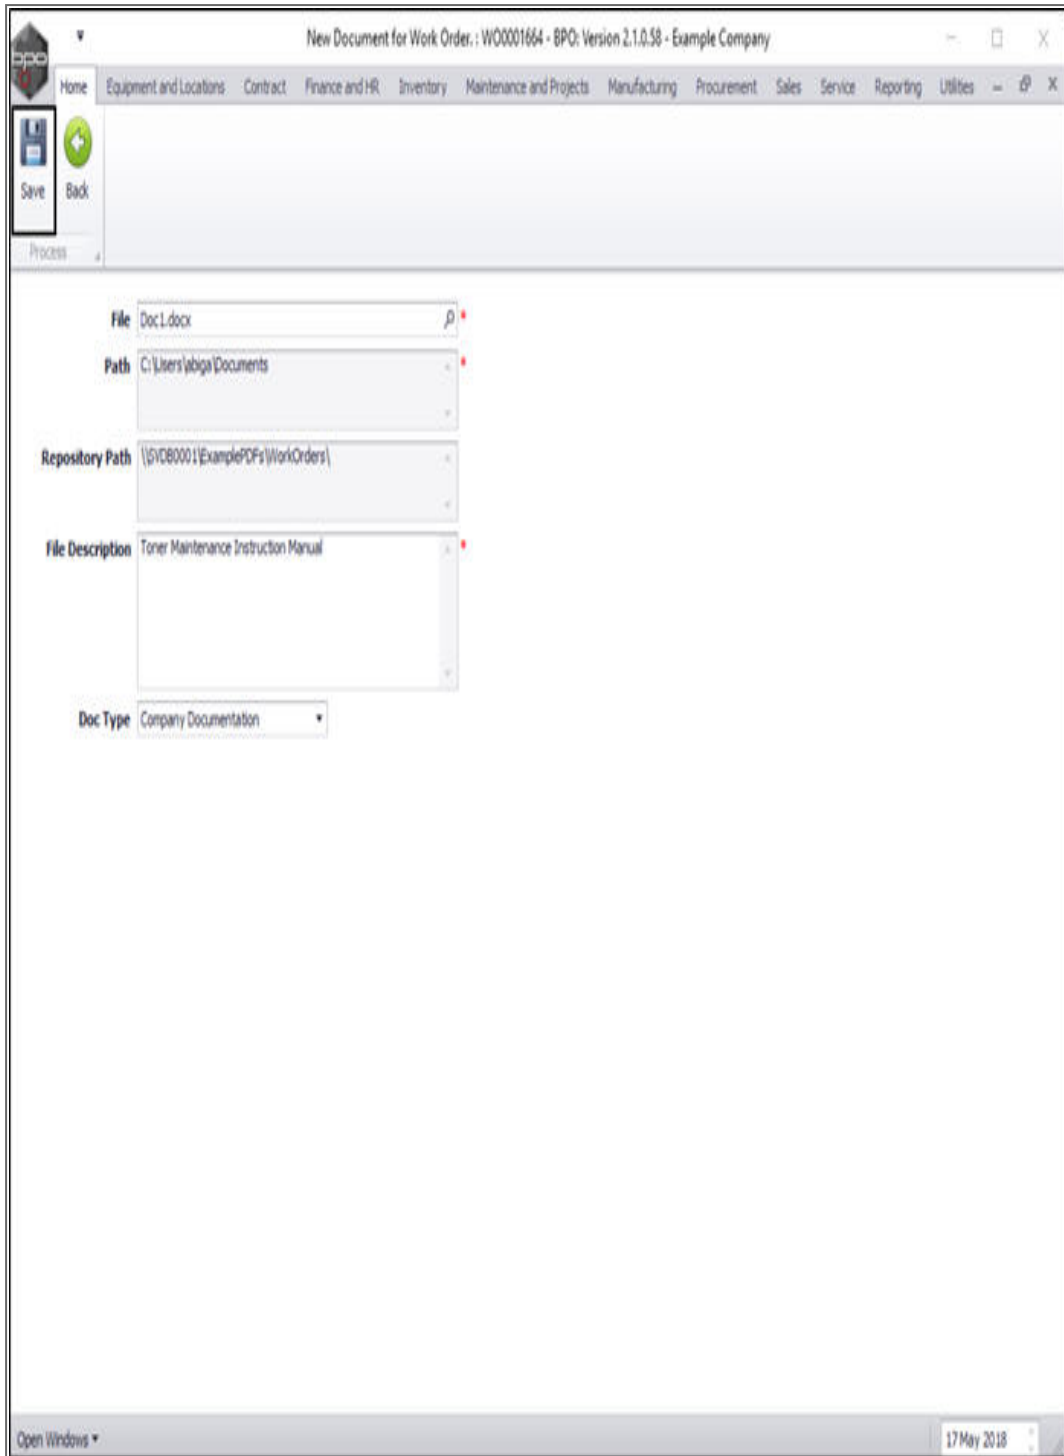 New Document for Work Order. : WO0001664 - BPO: Version 2.1.0.58 - Example Company
bpo
Home Equipment and Locations Contract Finance and HR Inventory Maintenance and Projects Manufacturing Procurement Sales Service Reporting Utilities
Save Back
Process
File Doc1.docx *
Path C:\Users\abiga\Documents *
Repository Path \\SVDB0001\ExamplePDFs\WorkOrders\
File Description Toner Maintenance Instruction Manual *
Doc Type Company Documentation
Open Windows 17 May 2018